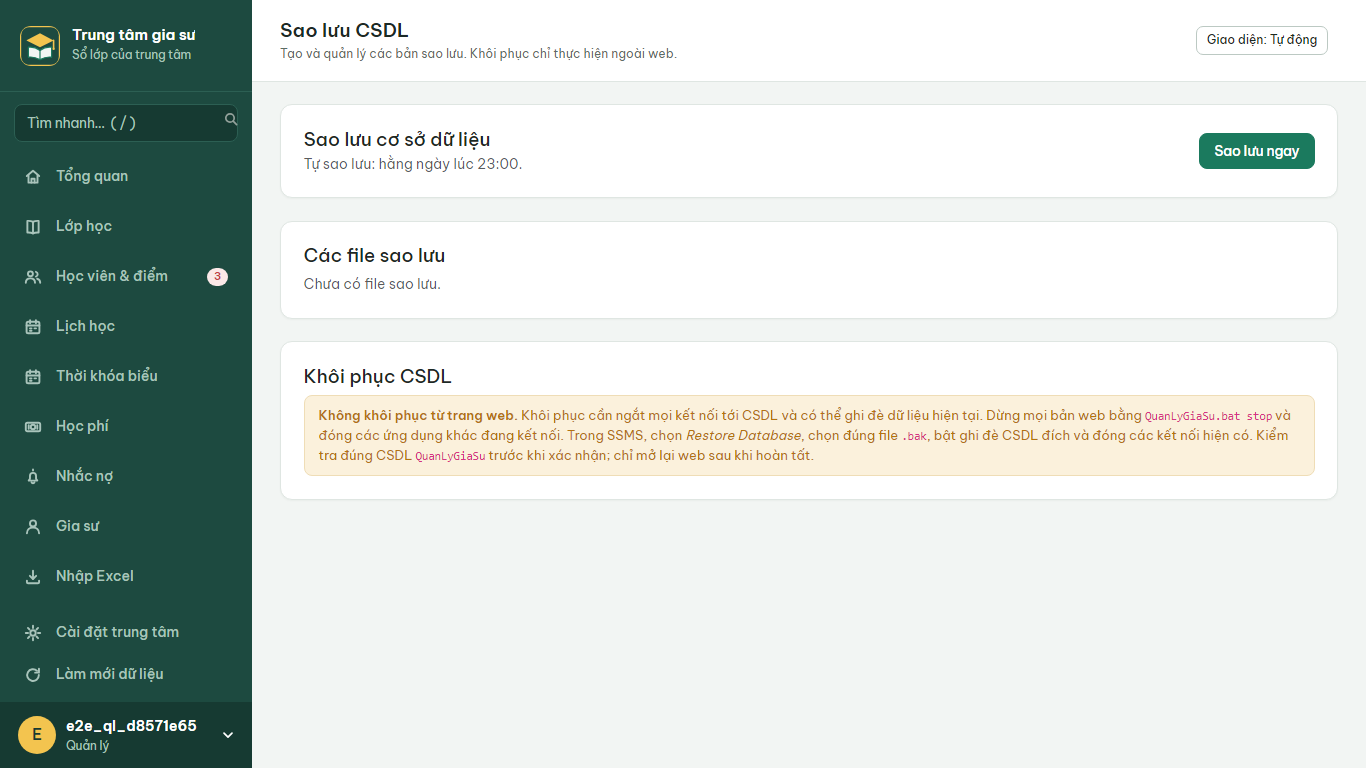 Trung tâm gia sư
Sổ lớp của trung tâm
Tìm nhanh... ( / )
Tổng quan
Lớp học
Học viên & điểm
3
Lịch học
Thời khóa biểu
Học phí
Nhắc nợ
Gia sư
Nhập Excel
Cài đặt trung tâm
Làm mới dữ liệu
E
e2e_ql_d8571e65
Quản lý
Sao lưu CSDL
Tạo và quản lý các bản sao lưu. Khôi phục chỉ thực hiện ngoài web.
Giao diện: Tự động
Sao lưu cơ sở dữ liệu
Tự sao lưu: hằng ngày lúc 23:00.
Sao lưu ngay
Các file sao lưu
Chưa có file sao lưu.
Khôi phục CSDL
Không khôi phục từ trang web. Khôi phục cần ngắt mọi kết nối tới CSDL và có thể ghi đè dữ liệu hiện tại. Dừng mọi bản web bằng QuanLyGiaSu.bat stop và
đóng các ứng dụng khác đang kết nối. Trong SSMS, chọn Restore Database, chọn đúng file .bak, bật ghi đè CSDL đích và đóng các kết nối hiện có. Kiểm
tra đúng CSDL QuanLyGiaSu trước khi xác nhận; chỉ mở lại web sau khi hoàn tất.